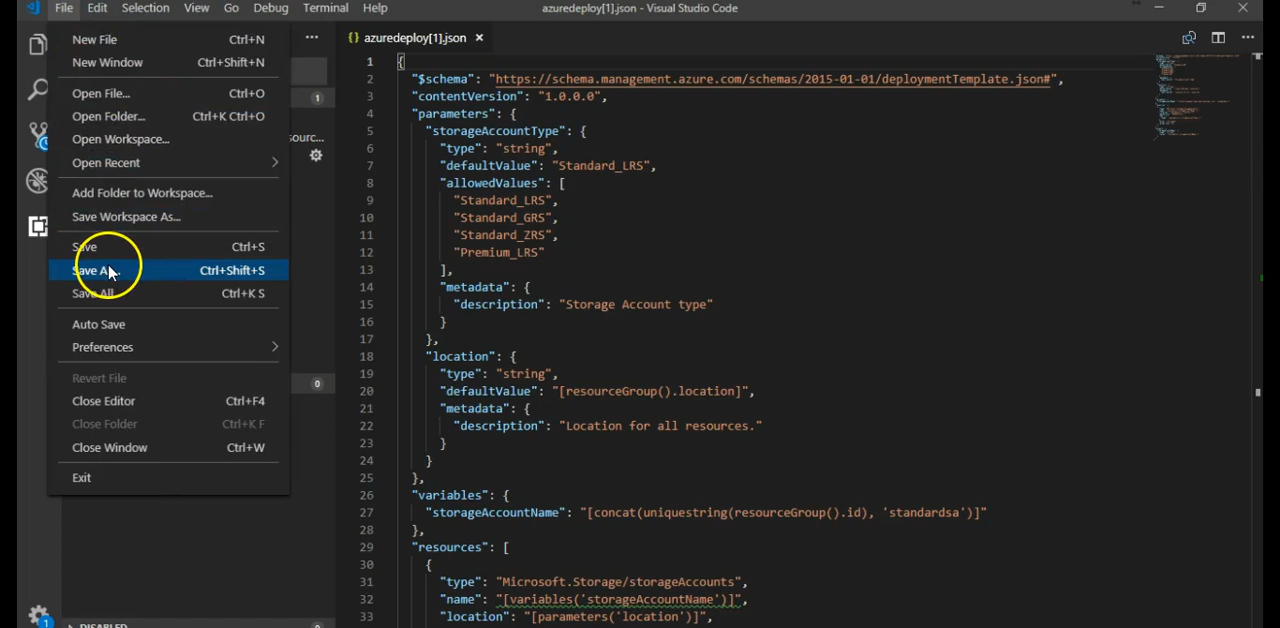 File Edit Selection View Go Debug Terminal Help azuredeploy[1].json - Visual Studio Code
New File Ctrl+N
New Window Ctrl+Shift+N
Open File... Ctrl+O
Open Folder... Ctrl+K Ctrl+O
Open Workspace...
Open Recent
Add Folder to Workspace...
Save Workspace As...
Save Ctrl+S
Save A... Ctrl+Shift+S
Save All Ctrl+K S
Auto Save
Preferences
Revert File
Close Editor Ctrl+F4
Close Folder Ctrl+K F
Close Window Ctrl+W
Exit
1
sourc...
0
DISABLED
1
{} azuredeploy[1].json
1 {
2 "$schema": "https://schema.management.azure.com/schemas/2015-01-01/deploymentTemplate.json#",
3 "contentVersion": "1.0.0.0",
4 "parameters": {
5 "storageAccountType": {
6 "type": "string",
7 "defaultValue": "Standard_LRS",
8 "allowedValues": [
9 "Standard_LRS",
10 "Standard_GRS",
11 "Standard_ZRS",
12 "Premium_LRS"
13 ],
14 "metadata": {
15 "description": "Storage Account type"
16 }
17 },
18 "location": {
19 "type": "string",
20 "defaultValue": "[resourceGroup().location]",
21 "metadata": {
22 "description": "Location for all resources."
23 }
24 }
25 },
26 "variables": {
27 "storageAccountName": "[concat(uniquestring(resourceGroup().id), 'standardsa')]"
28 },
29 "resources": [
30 {
31 "type": "Microsoft.Storage/storageAccounts",
32 "name": "[variables('storageAccountName')]",
33 "location": "[parameters('location')]",